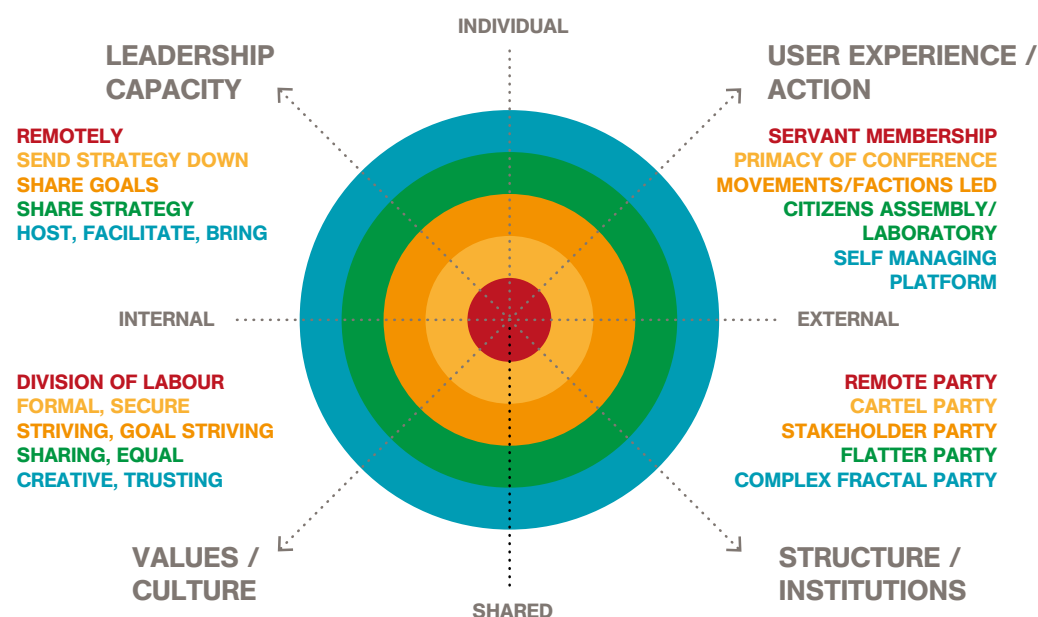 INDIVIDUAL
LEADERSHIP
CAPACITY
USER EXPERIENCE /
ACTION
REMOTELY
SEND STRATEGY DOWN
SHARE GOALS
SHARE STRATEGY
HOST, FACILITATE, BRING
SERVANT MEMBERSHIP
PRIMACY OF CONFERENCE
MOVEMENTS/FACTIONS LED
CITIZENS ASSEMBLY/
LABORATORY
SELF MANAGING
PLATFORM
INTERNAL
EXTERNAL
DIVISION OF LABOUR
FORMAL, SECURE
STRIVING, GOAL STRIVING
SHARING, EQUAL
CREATIVE, TRUSTING
REMOTE PARTY
CARTEL PARTY
STAKEHOLDER PARTY
FLATTER PARTY
COMPLEX FRACTAL PARTY
VALUES /
CULTURE
STRUCTURE /
INSTITUTIONS
SHARED